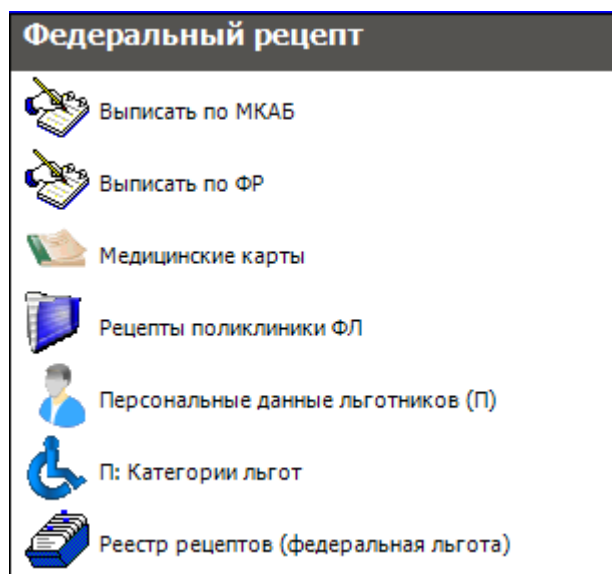 Федеральный рецепт
Выписать по МКАБ
Выписать по ФР
Медицинские карты
Рецепты поликлиники ФЛ
Персональные данные льготников (П)
П: Категории льгот
Реестр рецептов (федеральная льгота)